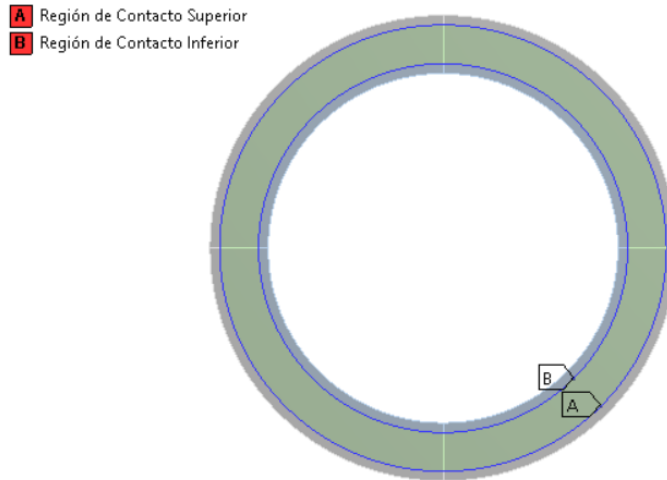 A Región de Contacto Superior
B Región de Contacto Inferior
B
A